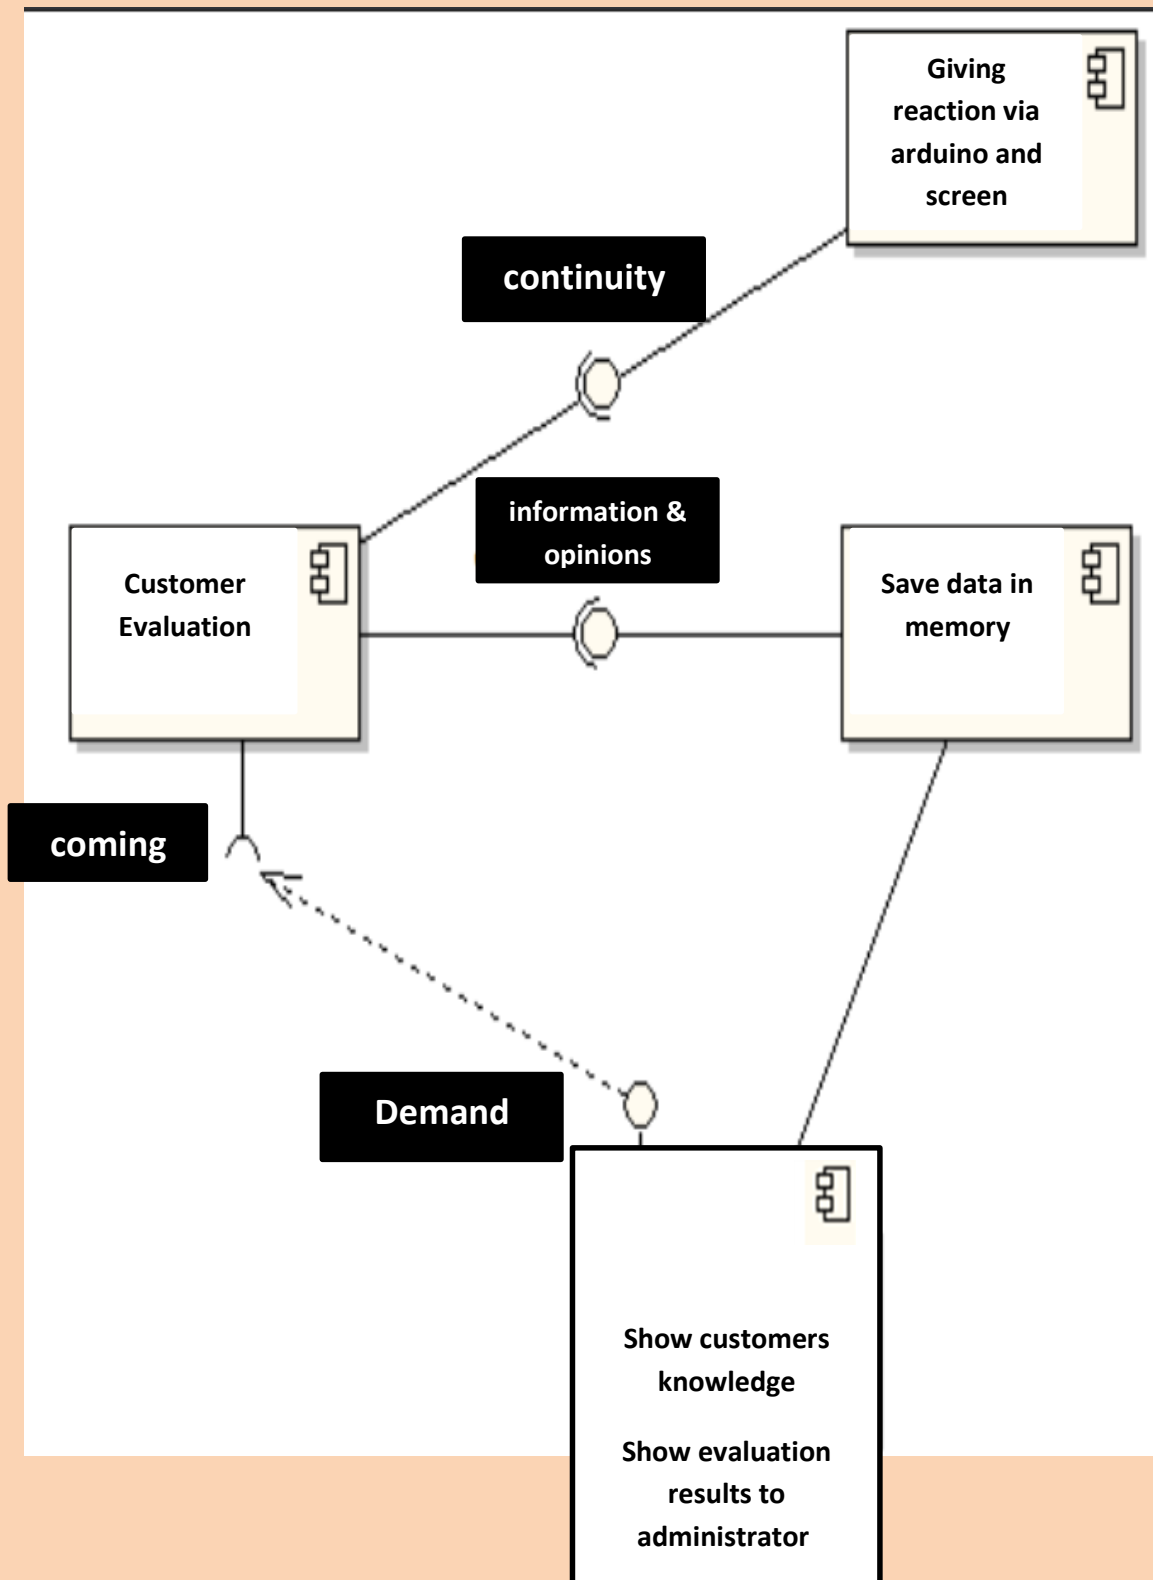 Giving
reaction via
arduino and
screen
continuity
information &
opinions
Customer
Evaluation
Save data in
memory
coming
Demand
Show customers
knowledge
Show evaluation
results to
administrator